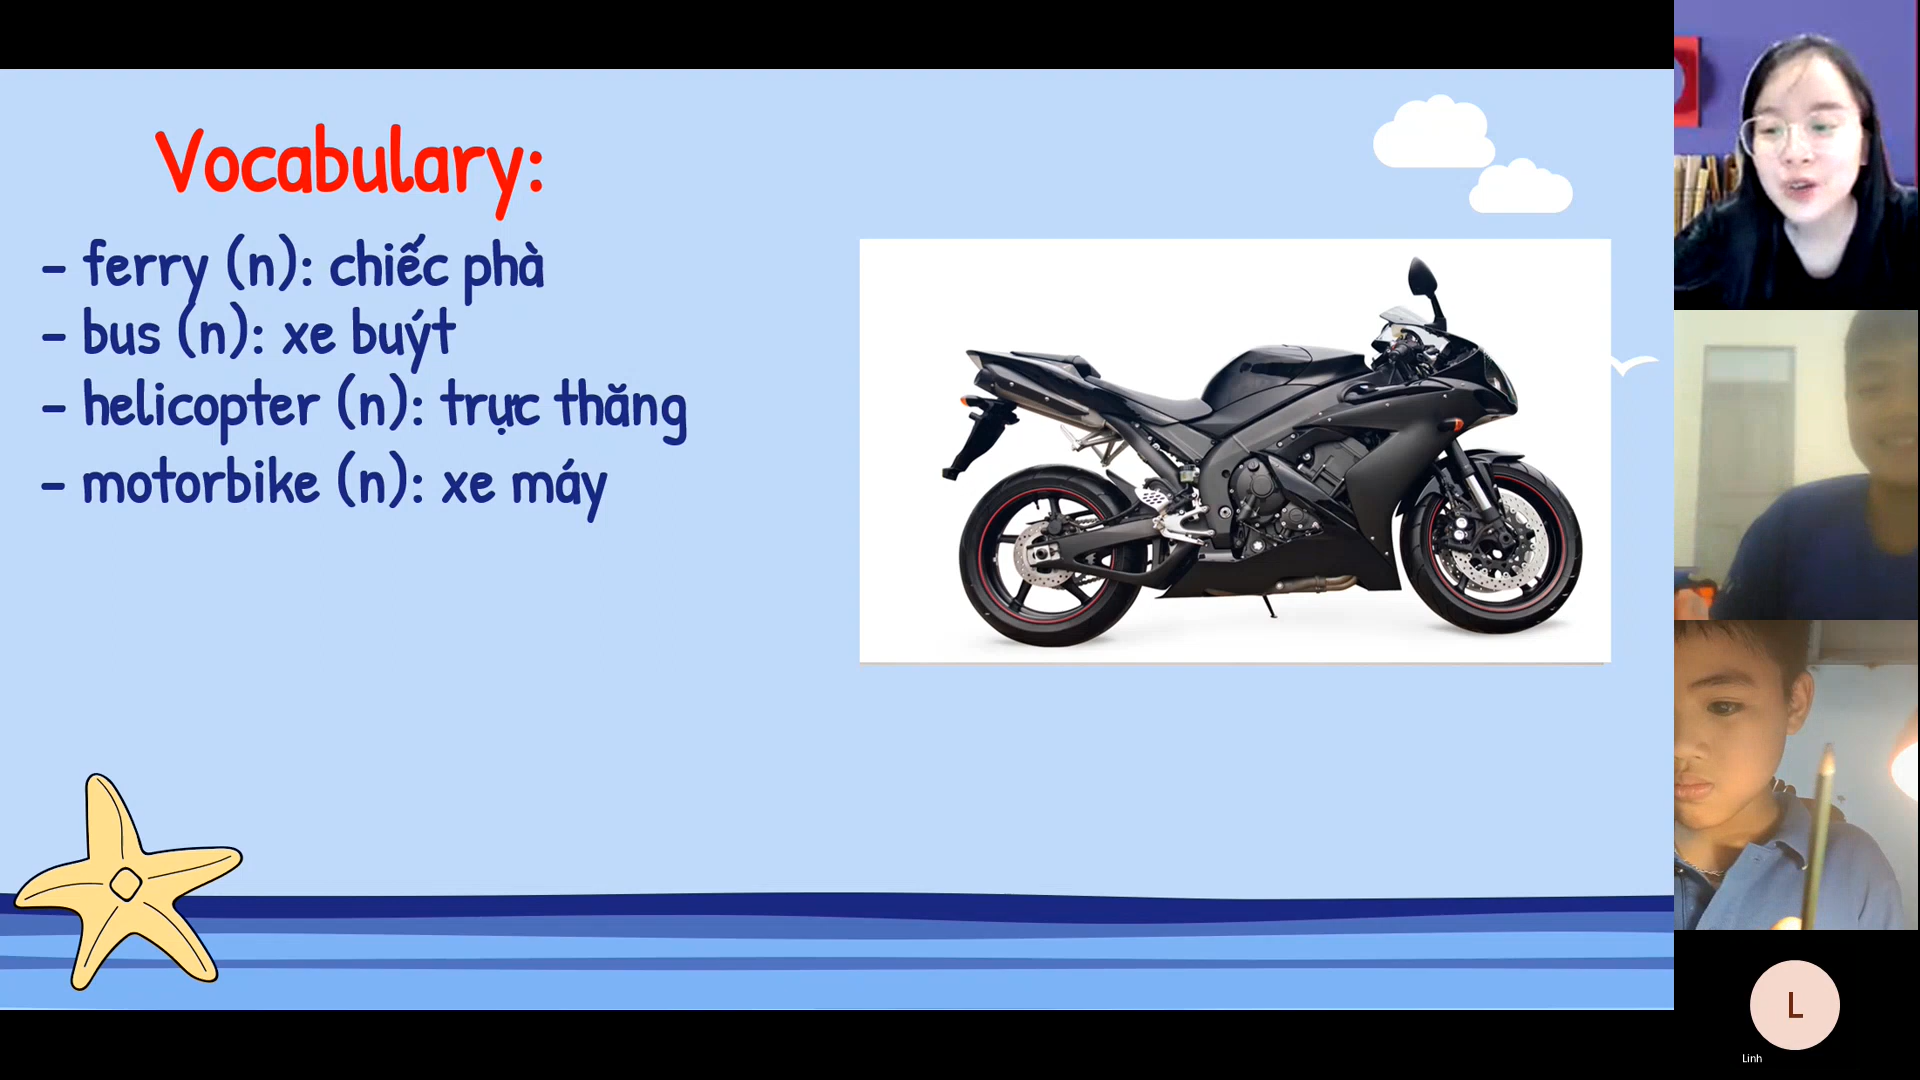 Vocabulary:
- ferry (n): chiếc phà
- bus (n): xe buýt
- helicopter (n): trực thăng
- motorbike (n): xe máy
L
Linh